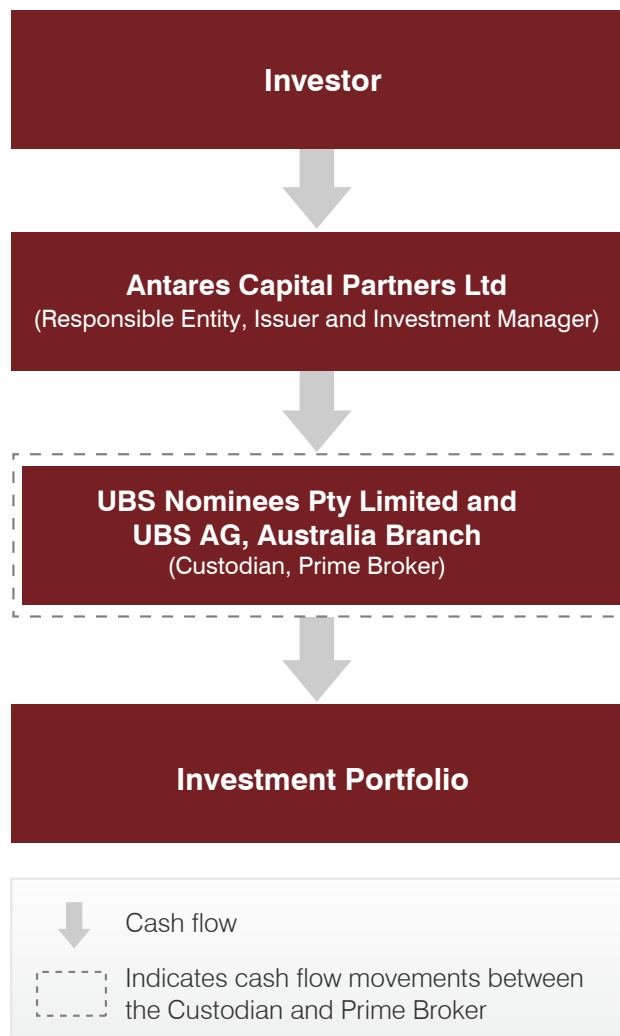 Investor
Antares Capital Partners Ltd
(Responsible Entity, Issuer and Investment Manager)
UBS Nominees Pty Limited and
UBS AG, Australia Branch
(Custodian, Prime Broker)
Investment Portfolio
Cash flow
Indicates cash flow movements between
the Custodian and Prime Broker